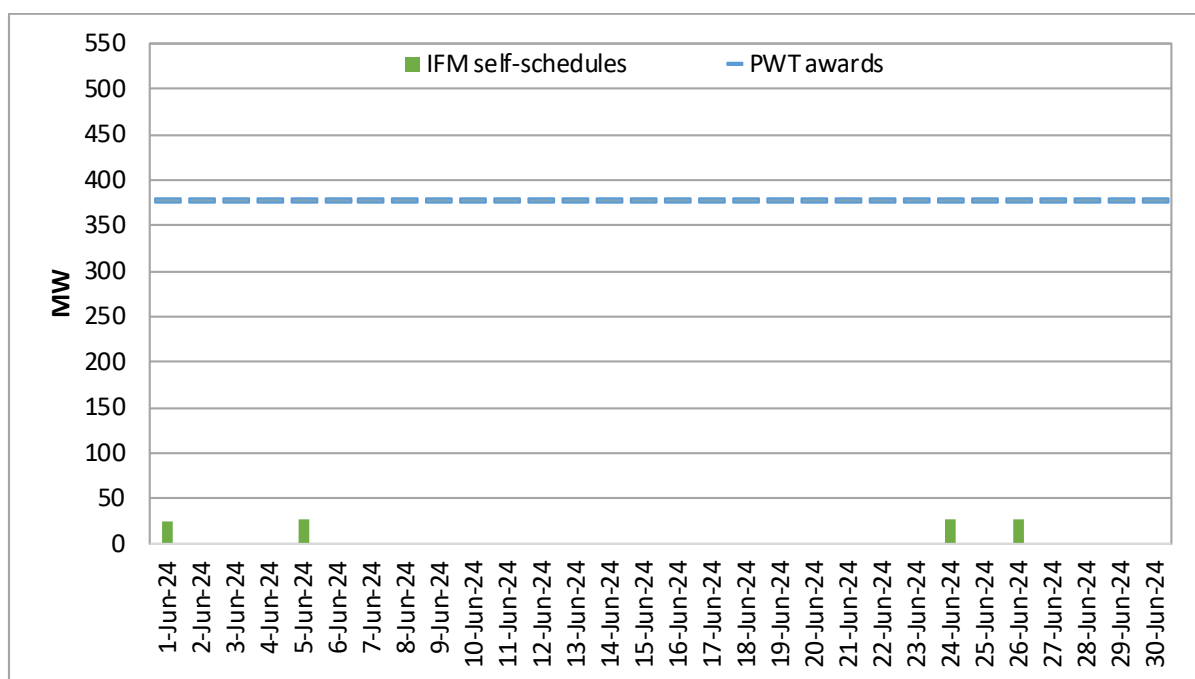 550
500
450
400
350
300
250
200
150
100
50
0
MW
IFM self-schedules
PWT awards
1-Jun-24
2-Jun-24
3-Jun-24
4-Jun-24
5-Jun-24
6-Jun-24
7-Jun-24
8-Jun-24
9-Jun-24
10-Jun-24
11-Jun-24
12-Jun-24
13-Jun-24
14-Jun-24
15-Jun-24
16-Jun-24
17-Jun-24
18-Jun-24
19-Jun-24
20-Jun-24
21-Jun-24
22-Jun-24
23-Jun-24
24-Jun-24
25-Jun-24
26-Jun-24
27-Jun-24
28-Jun-24
29-Jun-24
30-Jun-24